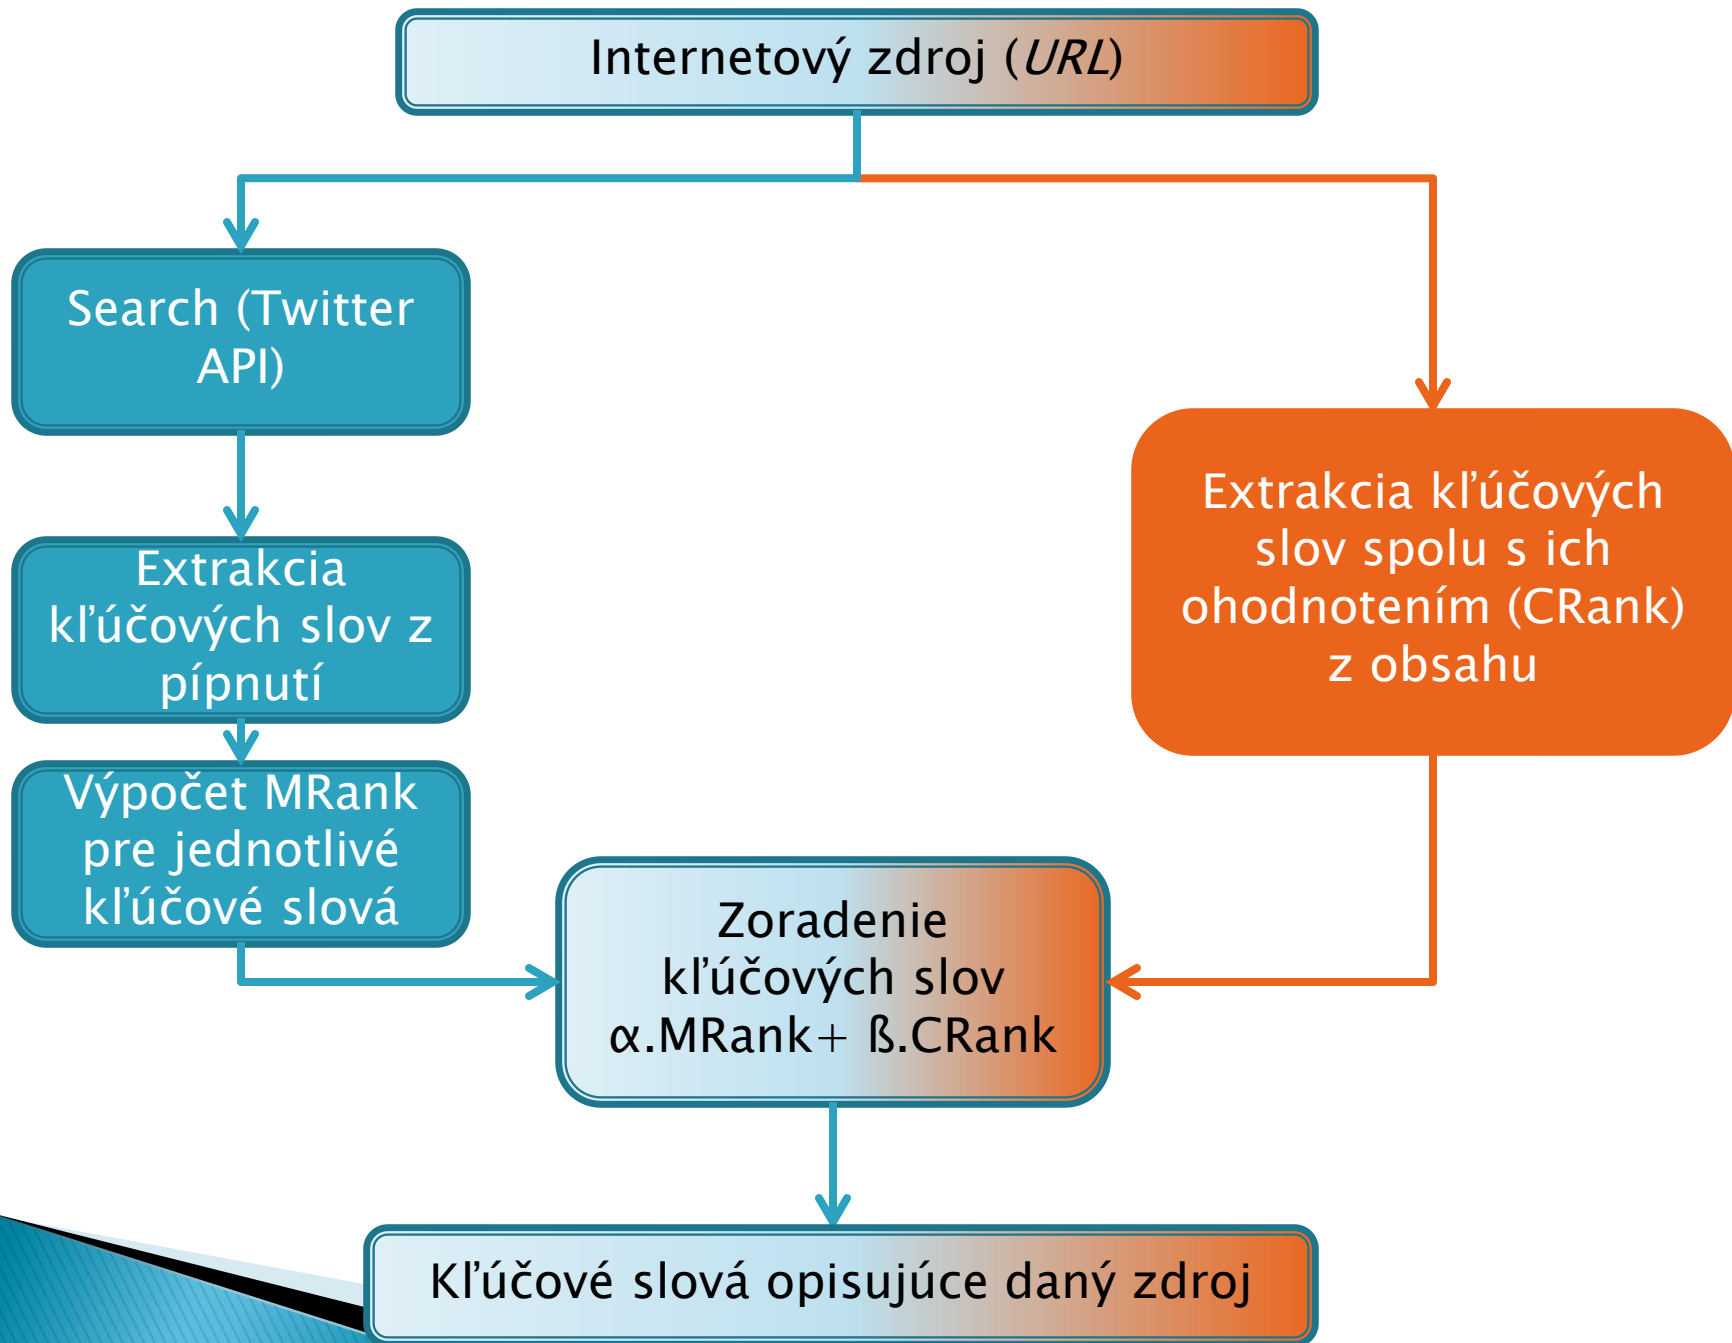 Internetový zdroj (URL)
Search (Twitter
API)
Extrakcia
kľúčových slov z
pípnutí
Výpočet MRank
pre jednotlivé
kľúčové slová
Extrakcia kľúčových
slov spolu s ich
ohodnotením (CRank)
z obsahu
Zoradenie
kľúčových slov
α.MRank+ ß.CRank
Kľúčové slová opisujúce daný zdroj